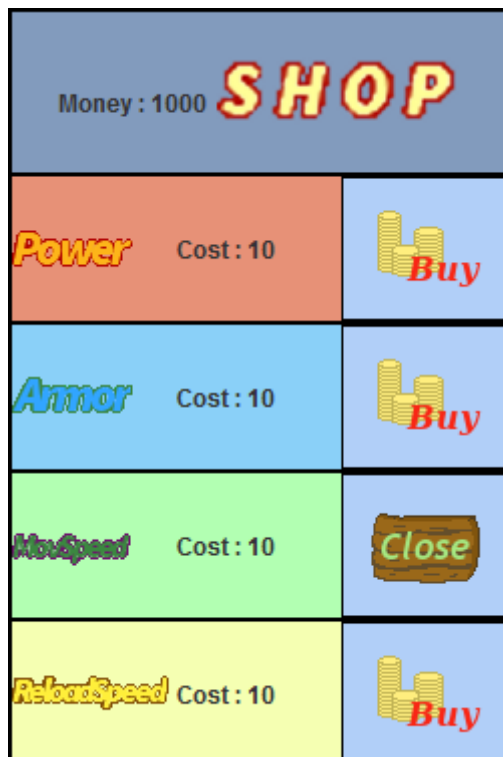 Money : 1000 SHOP
Power Cost : 10 Buy
Armor Cost : 10 Buy
MovSpeed Cost : 10 Close
ReloadSpeed Cost : 10 Buy